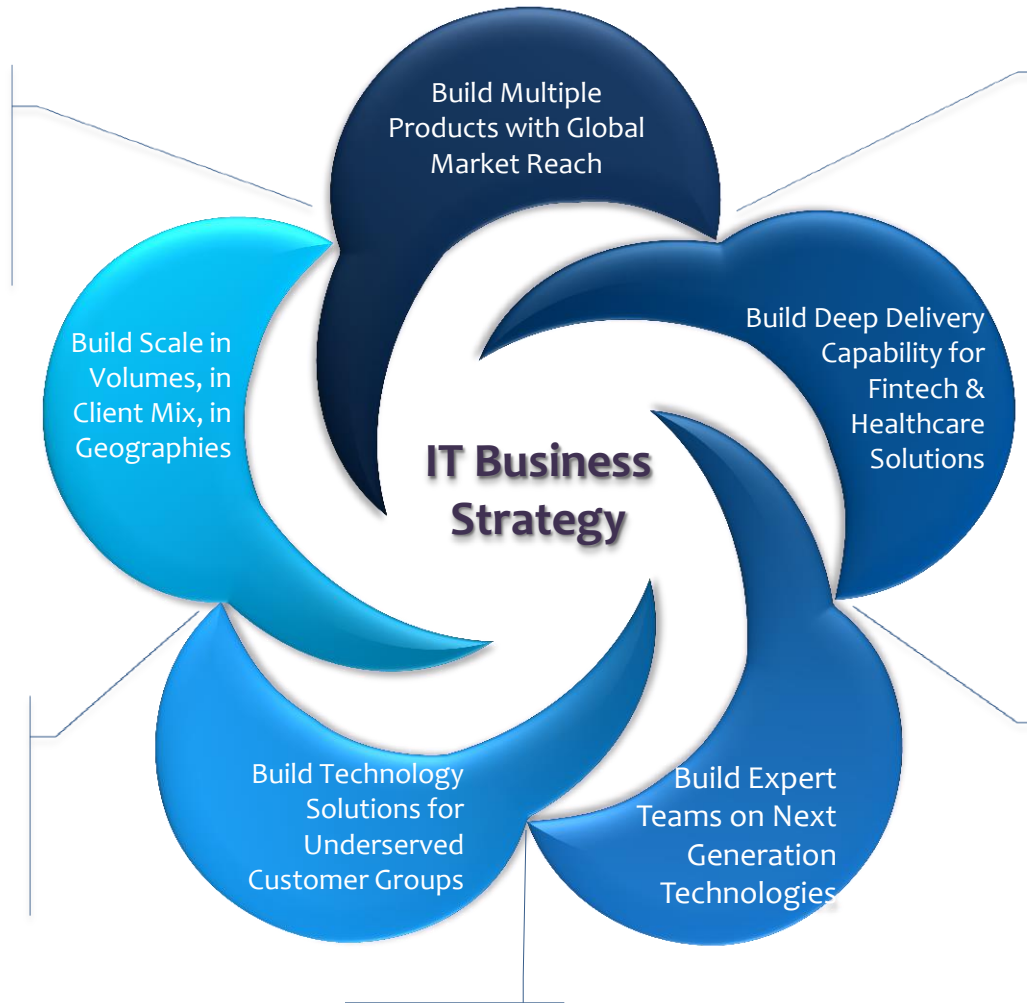 Build Multiple
Products with Global
Market Reach
Build Deep Delivery
Capability for
Fintech &
Healthcare
Solutions
Build Scale in
Volumes, in
Client Mix, in
Geographies
IT Business
Strategy
Build Technology
Solutions for
Underserved
Customer Groups
Build Expert
Teams on Next
Generation
Technologies